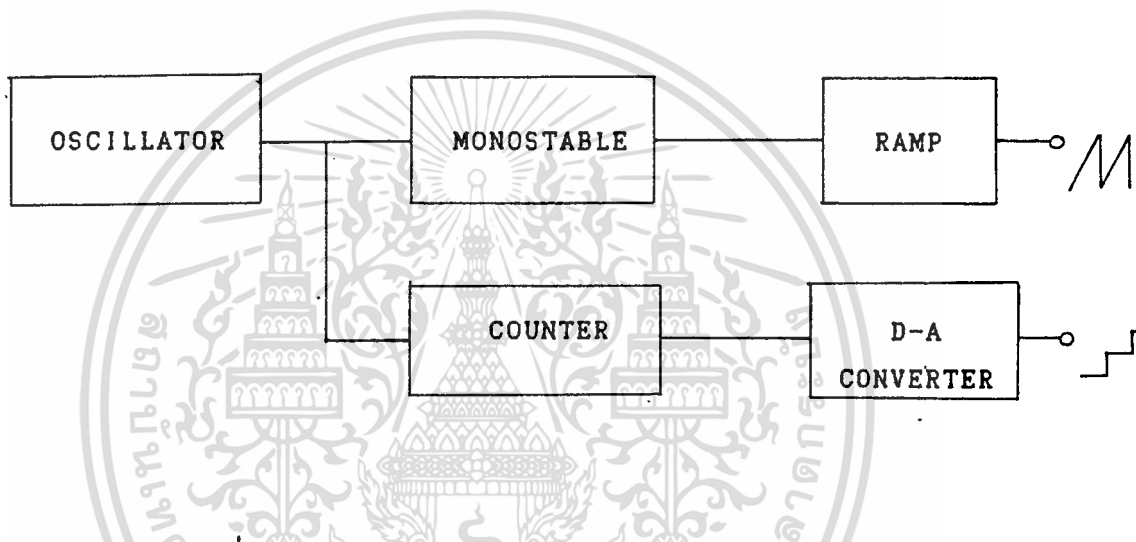 OSCILLATOR
MONOSTABLE
RAMP
COUNTER
D-A
CONVERTER